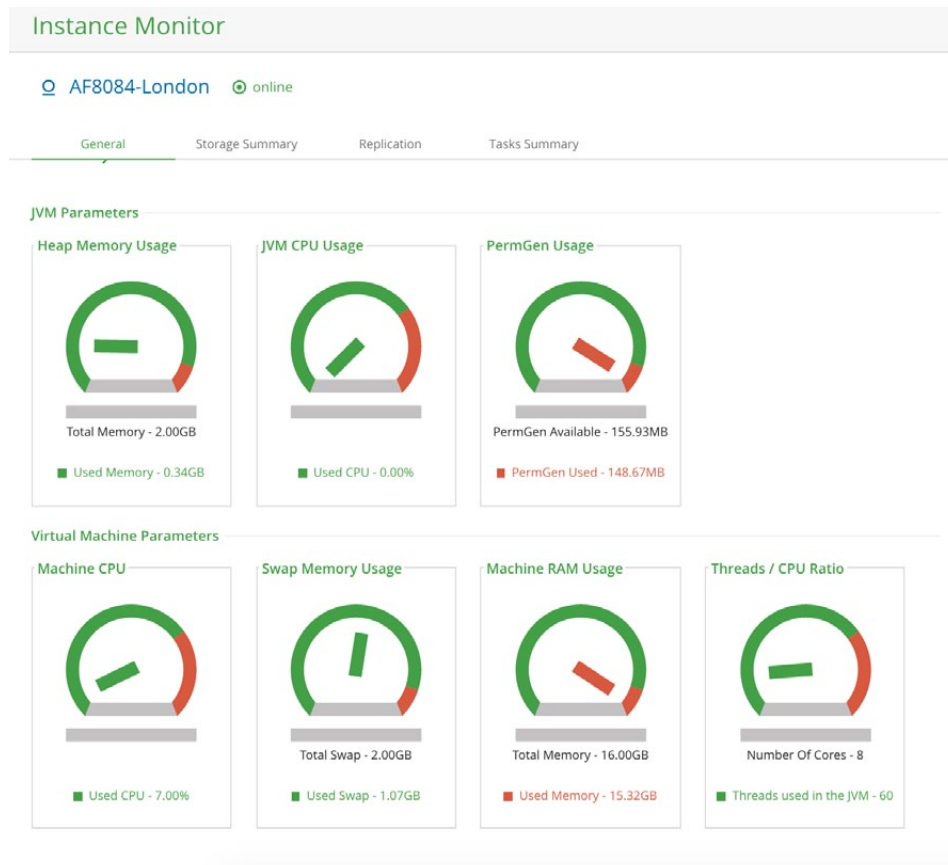 Instance Monitor
AF8084-London online
General Storage Summary Replication Tasks Summary
JVM Parameters
Heap Memory Usage
Total Memory - 2.00GB
Used Memory - 0.34GB
JVM CPU Usage
Used CPU - 0.00%
PermGen Usage
PermGen Available - 155.93MB
PermGen Used - 148.67MB
Virtual Machine Parameters
Machine CPU
Used CPU - 7.00%
Swap Memory Usage
Total Swap - 2.00GB
Used Swap - 1.07GB
Machine RAM Usage
Total Memory - 16.00GB
Used Memory - 15.32GB
Threads / CPU Ratio
Number Of Cores - 8
Threads used in the JVM - 60